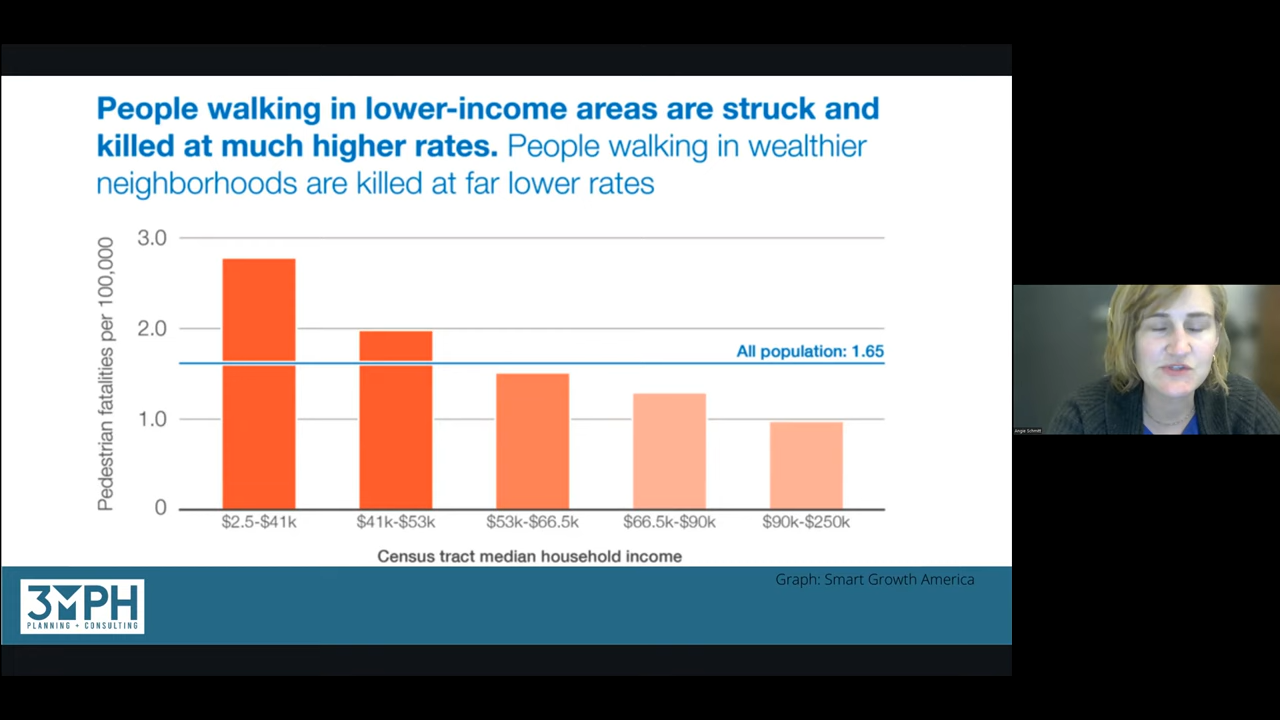 People walking in lower-income areas are struck and
killed at much higher rates. People walking in wealthier
neighborhoods are killed at far lower rates
Pedestrian fatalities per 100,000
3.0
2.0
1.0
0
All population: 1.65
$2.5-$41k
$41k-$53k
$53k-$66.5k
$66.5k-$90k
$90k-$250k
Census tract median household income
Graph: Smart Growth America
3MPH
PLANNING + CONSULTING
Angie Schmitt